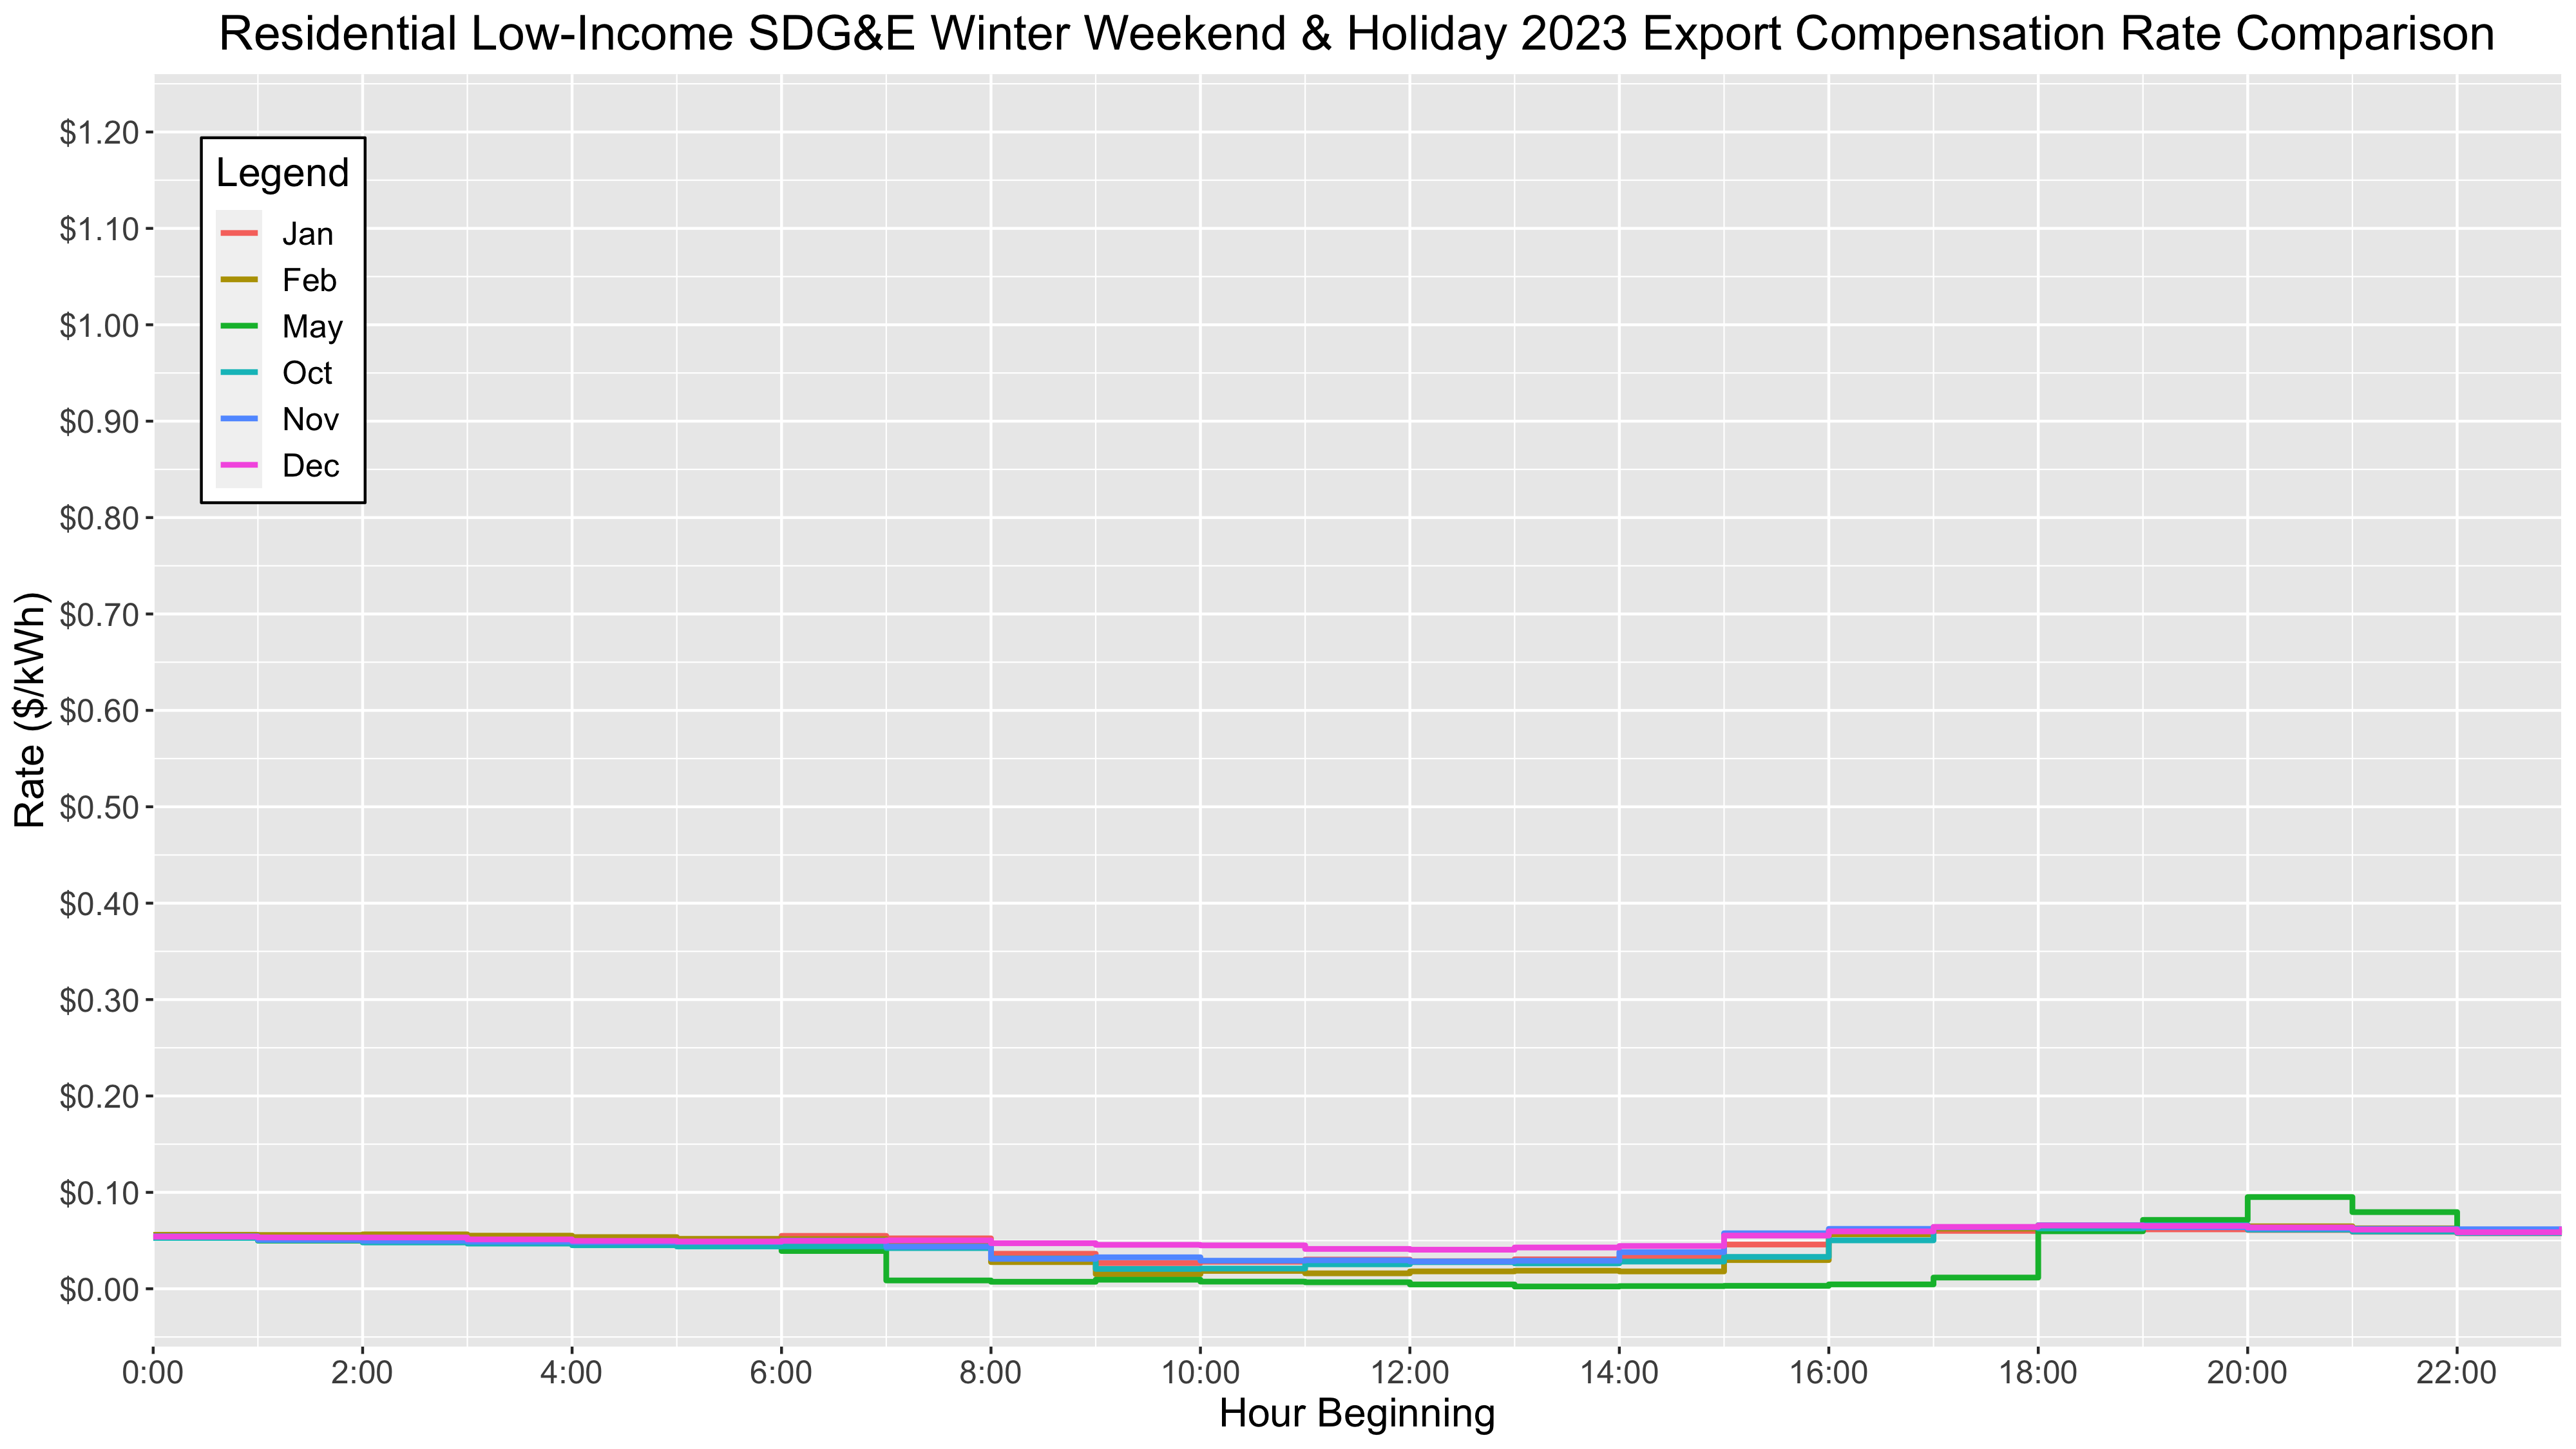 Residential Low-Income SDG&E Winter Weekend & Holiday 2023 Export Compensation Rate Comparison
$1.20
$1.10
$1.00
$0.90
$0.80
$0.70
$0.60
$0.50
$0.40
$0.30
$0.20
$0.10
$0.00
Rate ($/kWh)
Legend
Jan
Feb
May
Oct
Nov
Dec
0:00 2:00 4:00 6:00 8:00 10:00 12:00 14:00 16:00 18:00 20:00 22:00
Hour Beginning